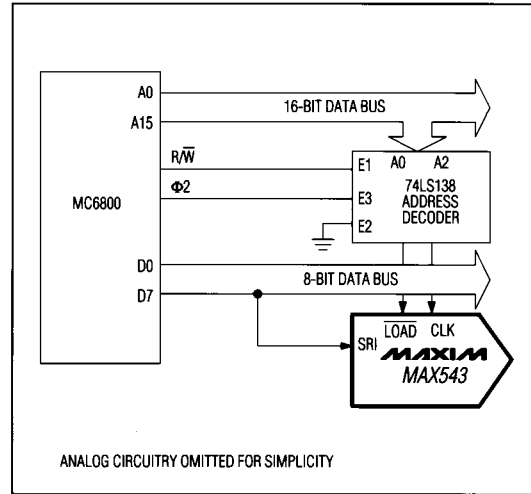 A0
16-BIT DATA BUS
A15
R/W̅
E1 A0 A2
MC6800
Φ2
E3
74LS138
ADDRESS
DECODER
E2
D0
8-BIT DATA BUS
D7
SRI L̅O̅A̅D̅ CLK
MAXIM
MAX543
ANALOG CIRCUITRY OMITTED FOR SIMPLICITY